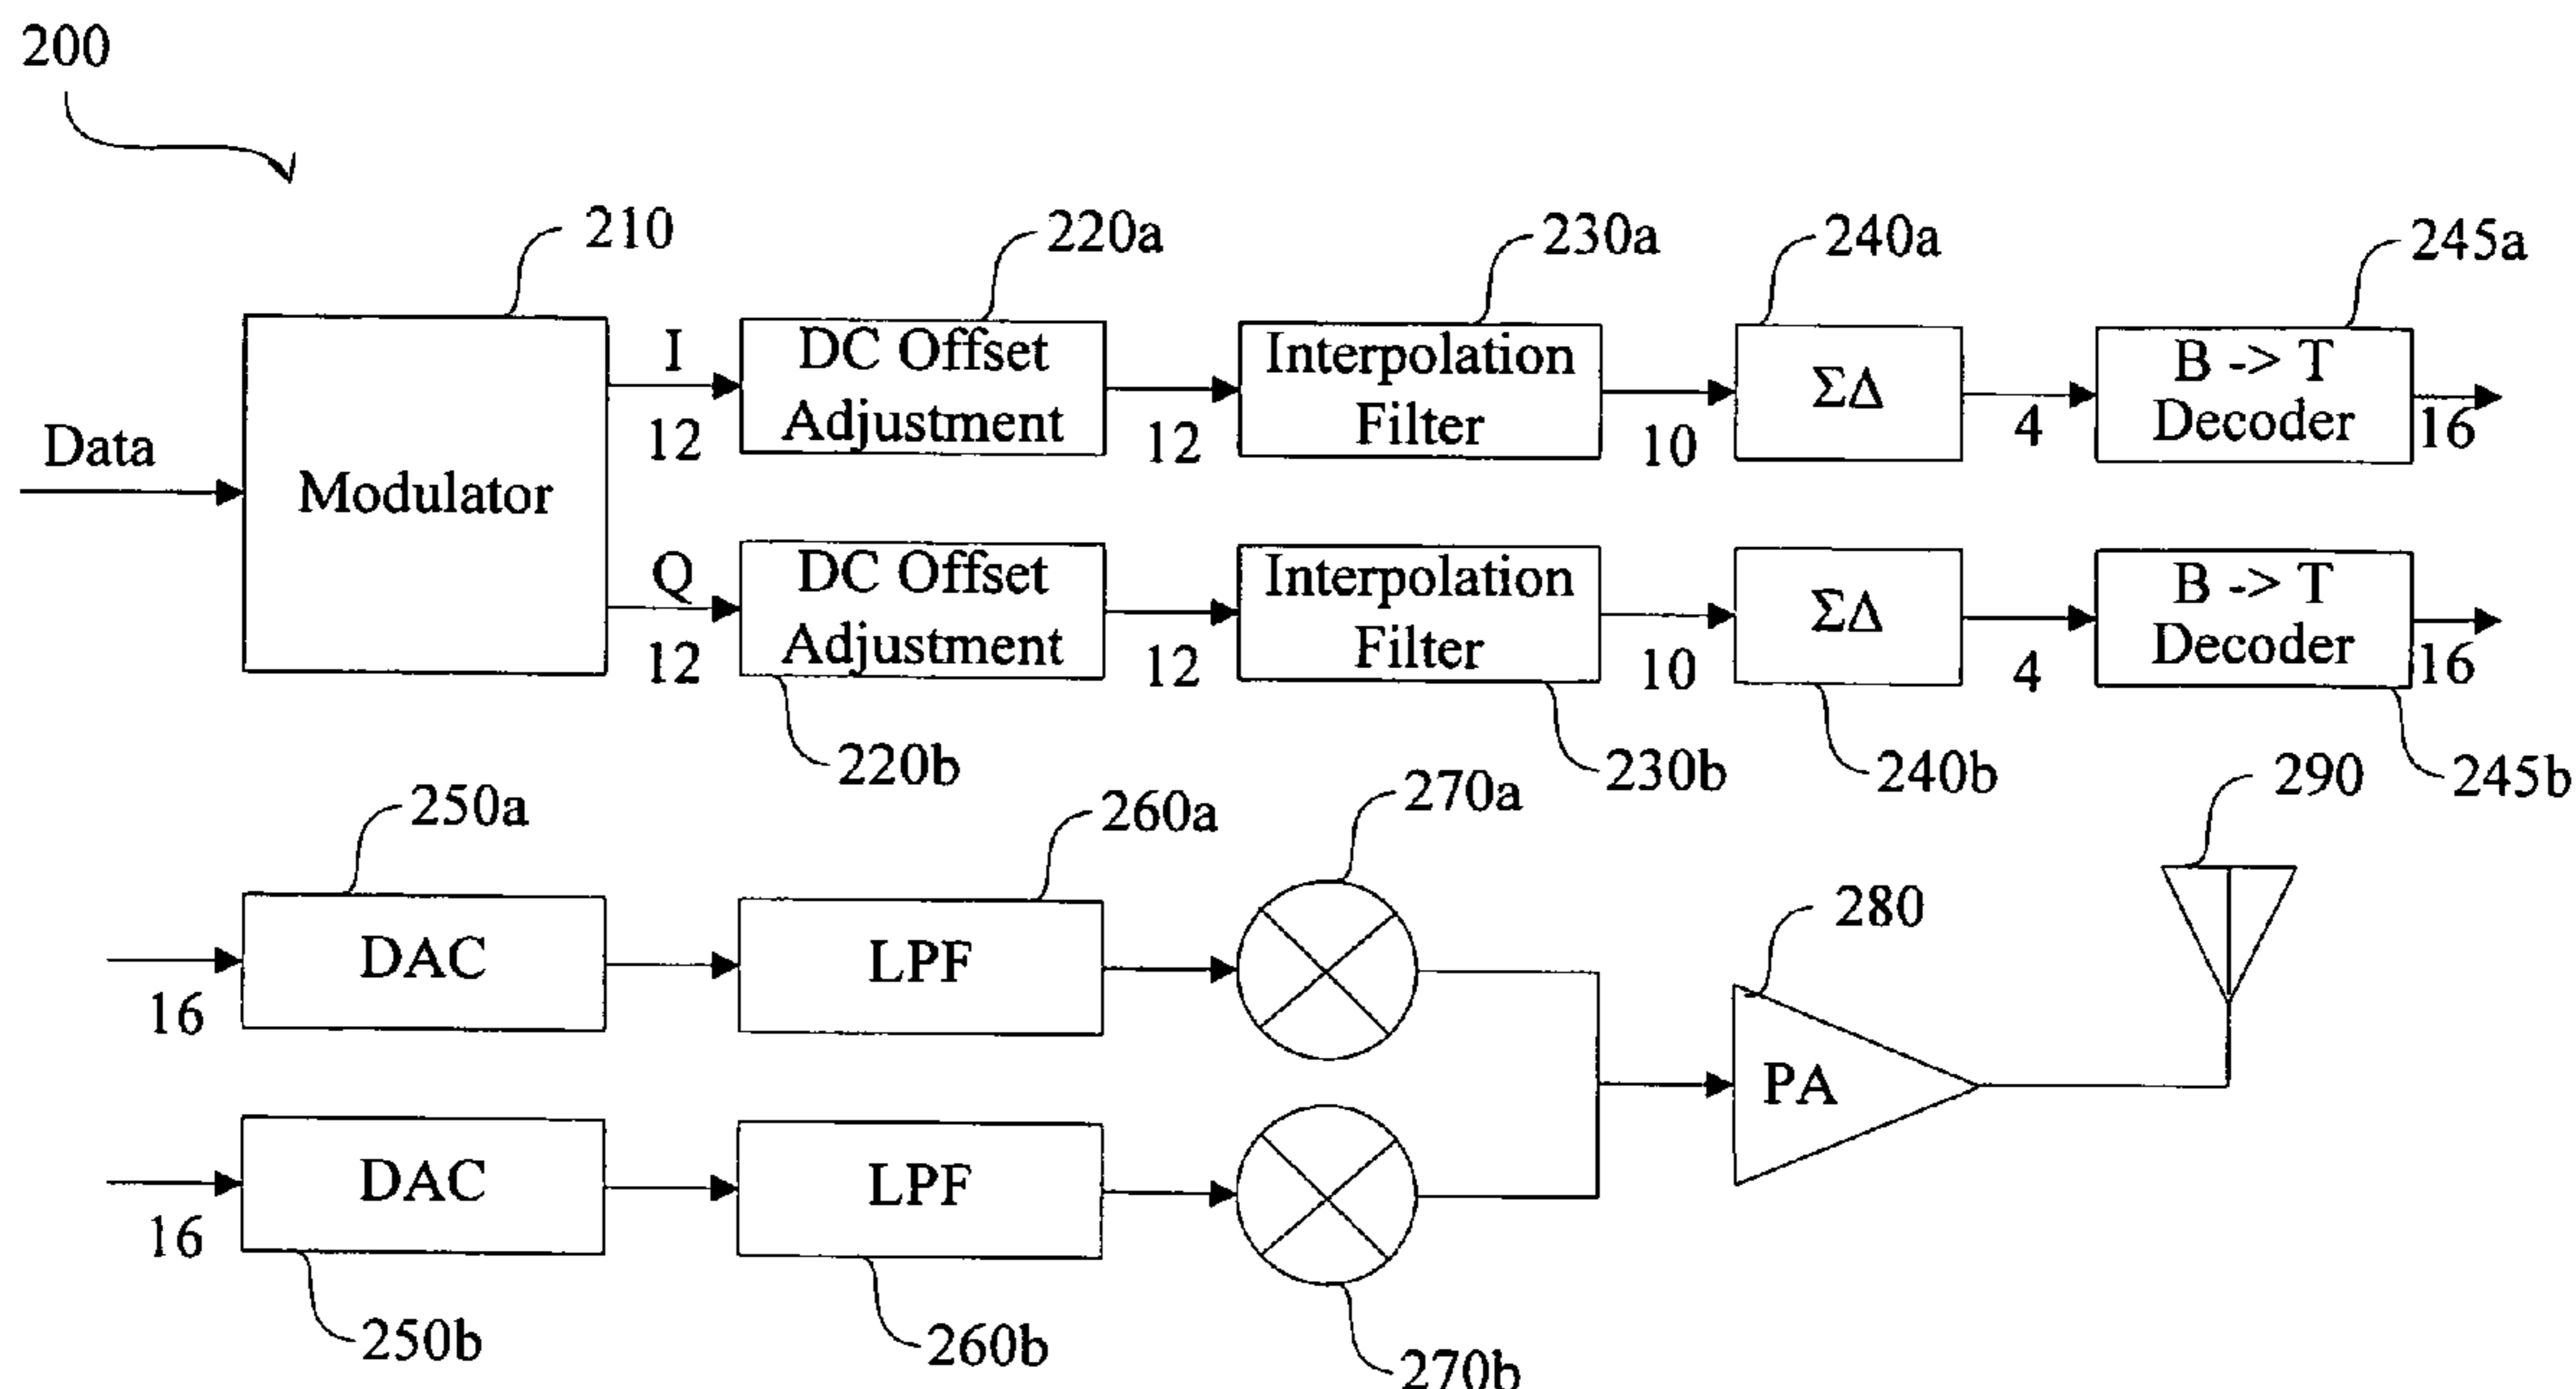 200
210
220a
230a
240a
245a
Data
Modulator
I
12
DC Offset
Adjustment
12
Interpolation
Filter
10
ΣΔ
4
B -> T
Decoder
16
Q
12
DC Offset
Adjustment
12
Interpolation
Filter
10
ΣΔ
4
B -> T
Decoder
16
220b
230b
240b
245b
250a
260a
270a
280
290
16
DAC
LPF
PA
16
DAC
LPF
250b
260b
270b